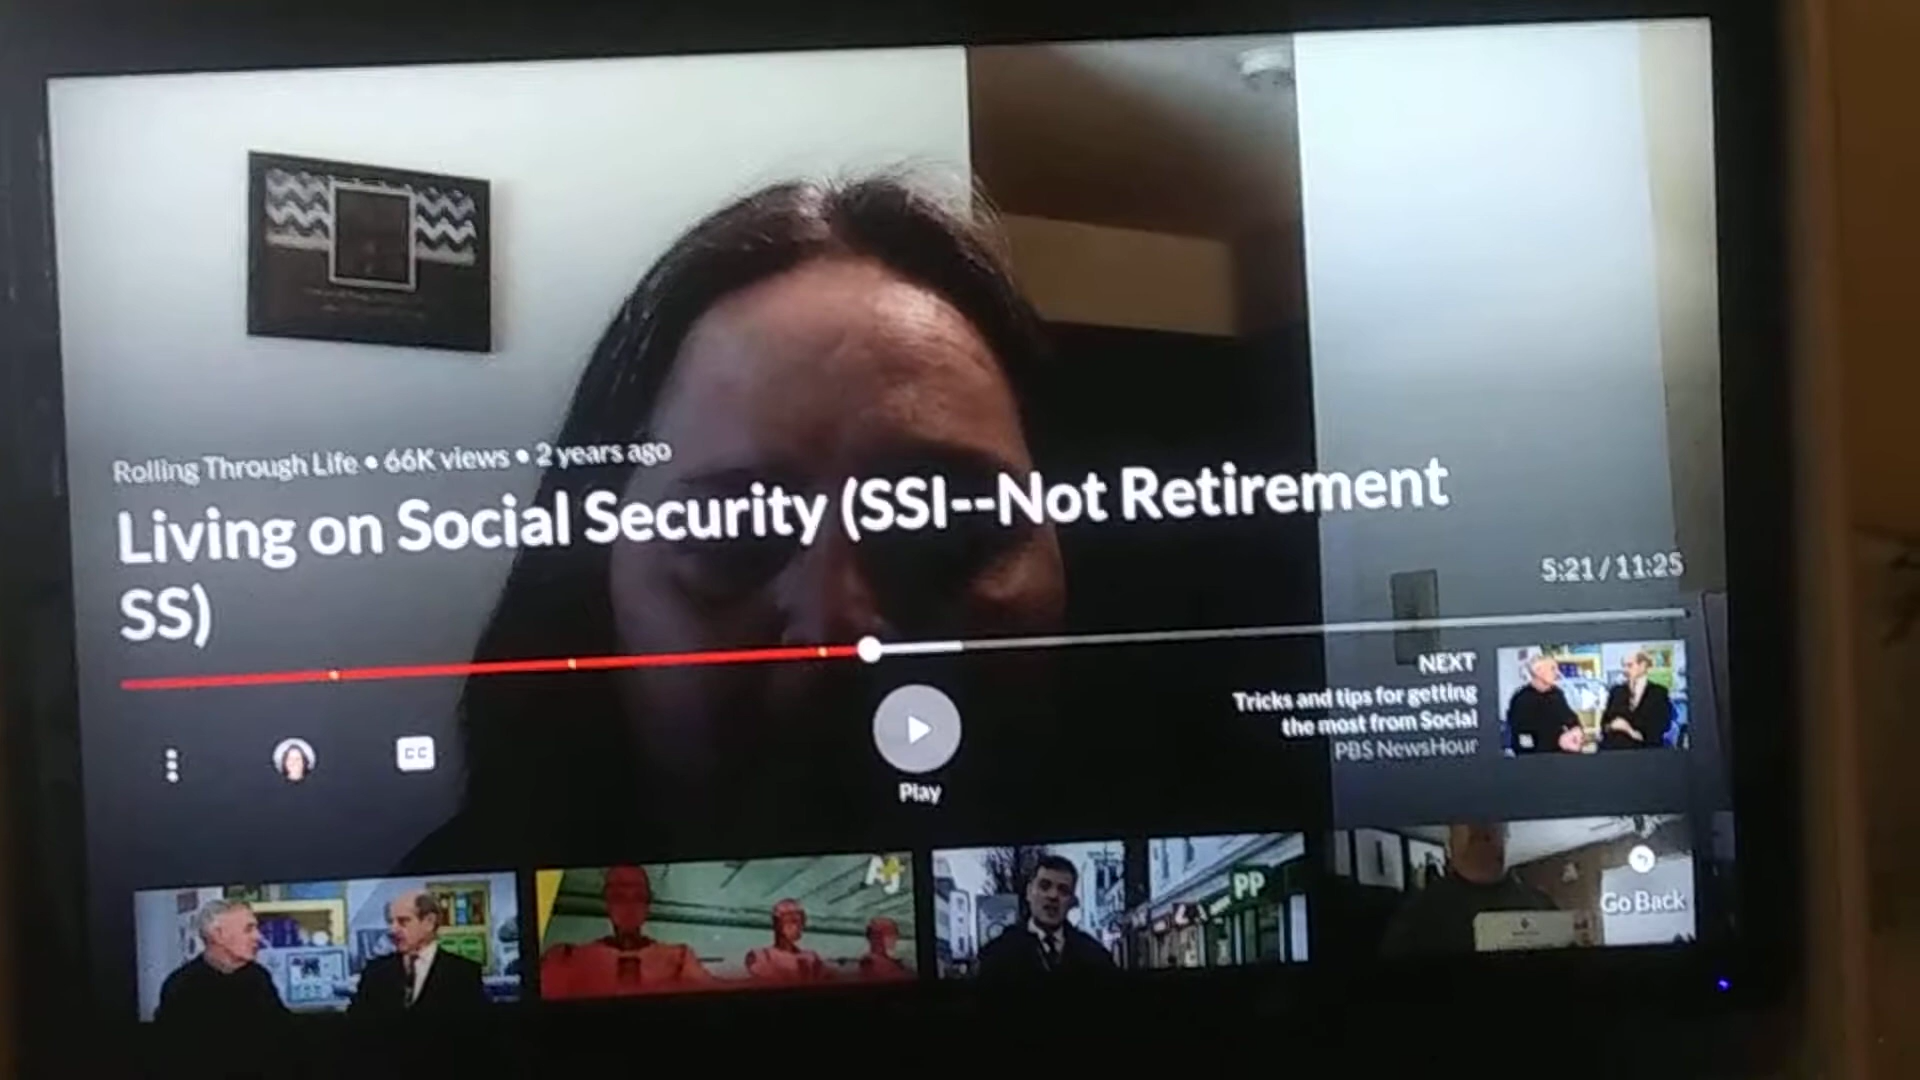 Rolling Through Life • 66K views • 2 years ago
Living on Social Security (SSI--Not Retirement
SS)
5:21 / 11:25
NEXT
Tricks and tips for getting
the most from Social
PBS NewsHour
CC
Play
AJ+
PP
Go Back